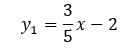 y₁ = 3/5 x − 2